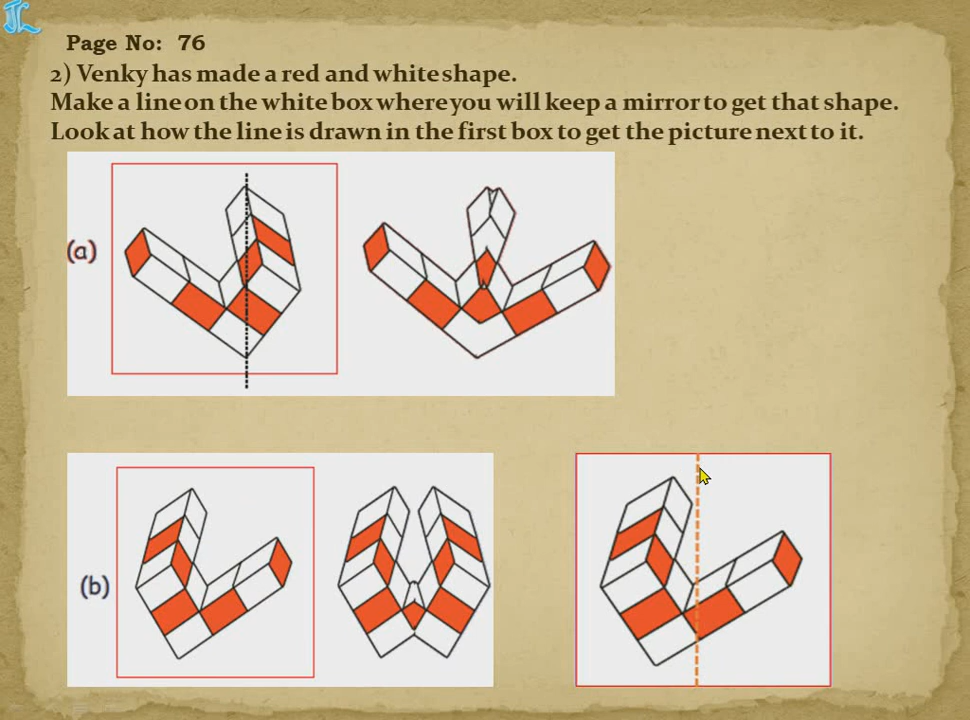 JL
Page No: 76
2) Venky has made a red and white shape.
Make a line on the white box where you will keep a mirror to get that shape.
Look at how the line is drawn in the first box to get the picture next to it.
(a)
(b)